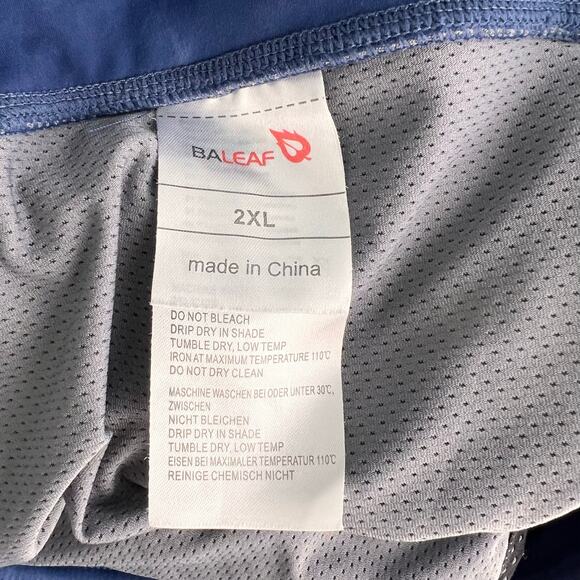 BALEAF
2XL
made in China
DO NOT BLEACH
DRIP DRY IN SHADE
TUMBLE DRY, LOW TEMP
IRON AT MAXIMUM TEMPERATURE 110℃
DO NOT DRY CLEAN
MASCHINE WASCHEN BEI ODER UNTER 30℃,
ZWISCHEN
NICHT BLEICHEN
DRIP DRY IN SHADE
TUMBLE DRY, LOW TEMP
EISEN BEI MAXIMALER TEMPERATUR 110℃
REINIGE CHEMISCH NICHT